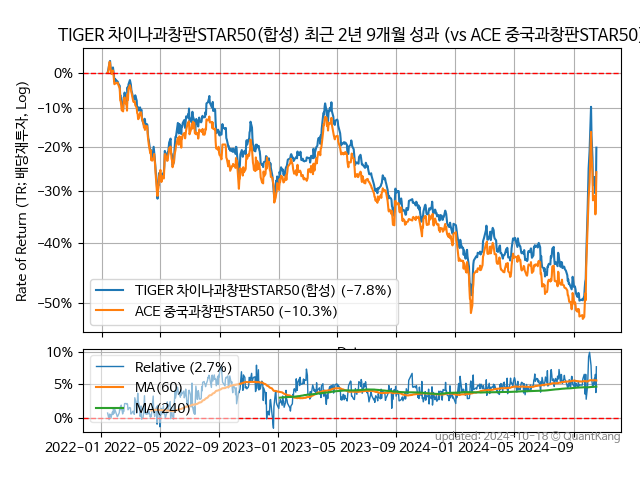 TIGER 차이나과창판STAR50(합성) 최근 2년 9개월 성과 (vs ACE 중국과창판STAR50)
Rate of Return (TR: 배당재투자, Log)
0%
−10%
−20%
−30%
−40%
−50%
TIGER 차이나과창판STAR50(합성) (−7.8%)
ACE 중국과창판STAR50 (−10.3%)
10%
5%
0%
Relative (2.7%)
MA(60)
MA(240)
2022−01 2022−05 2022−09 2023−01 2023−05 2023−09 2024−01 2024−05 2024−09
updated: 2024-10-18 © QuantKang